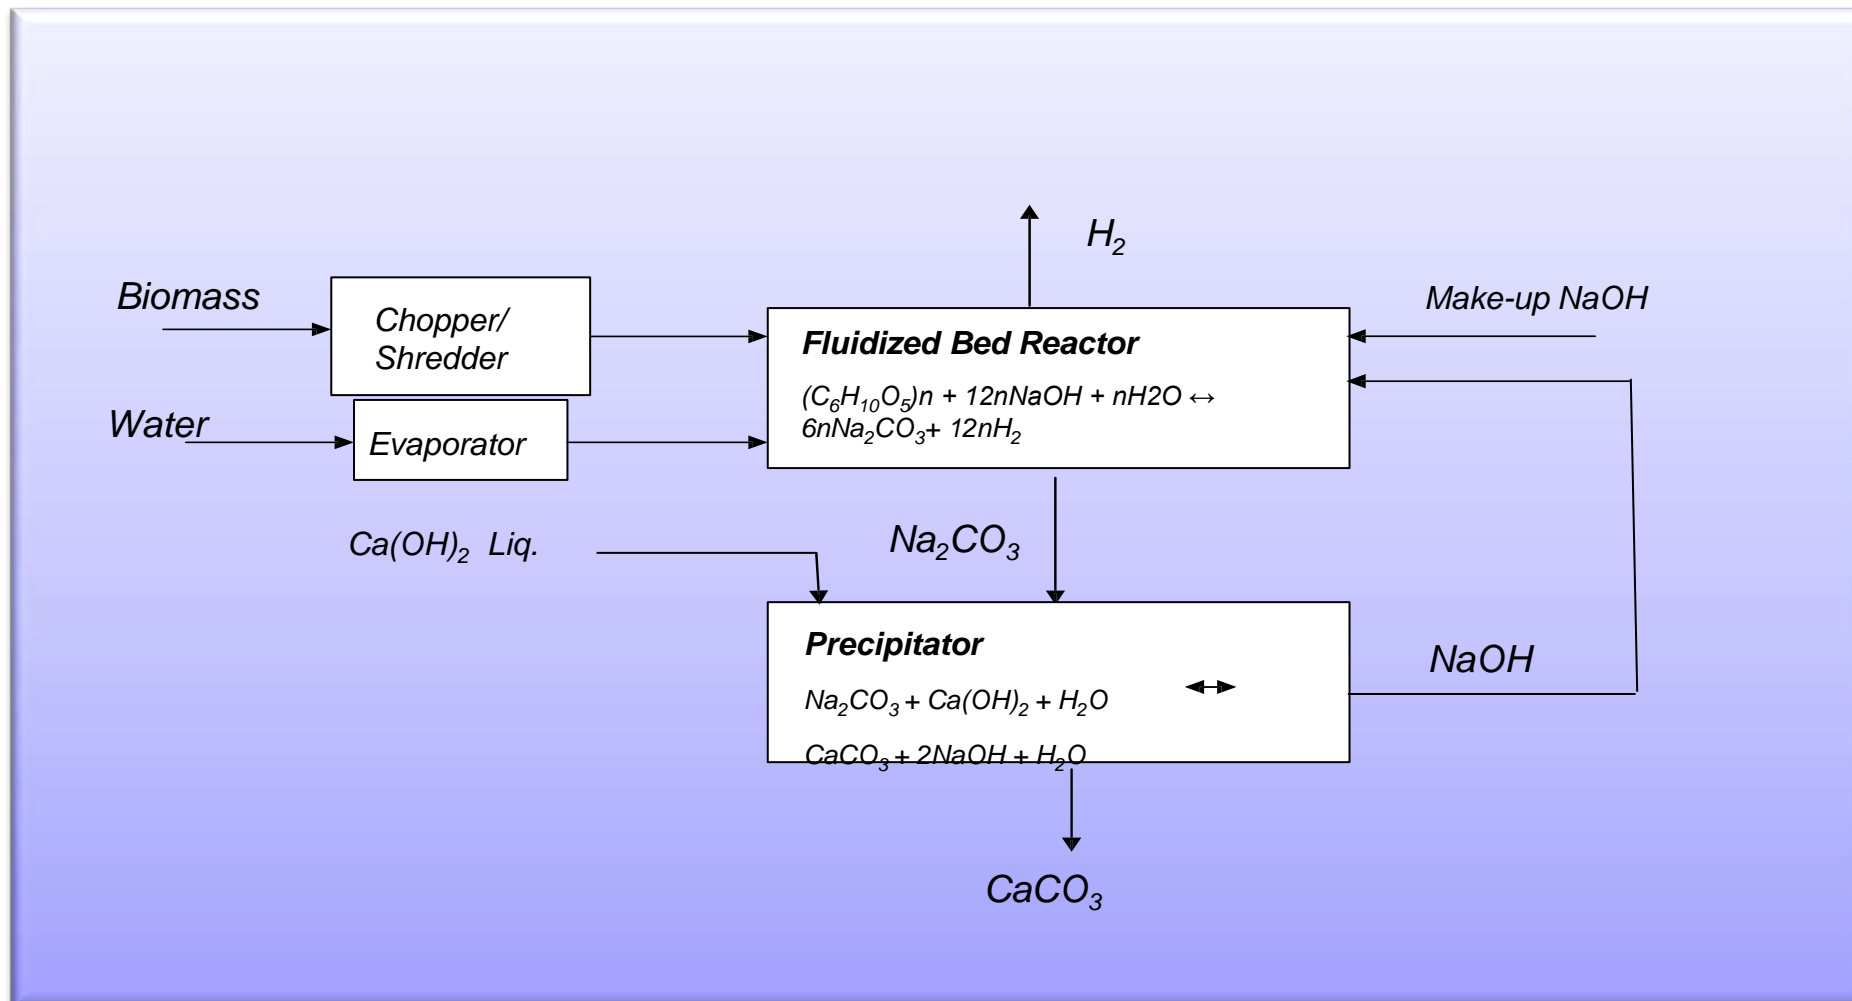 H₂
Biomass
Make-up NaOH
Chopper/
Shredder
Fluidized Bed Reactor
(C₆H₁₀O₅)n + 12nNaOH + nH2O ↔
6nNa₂CO₃+ 12nH₂
Water
Evaporator
Ca(OH)₂ Liq.
Na₂CO₃
Precipitator
NaOH
Na₂CO₃ + Ca(OH)₂ + H₂O
CaCO₃ + 2NaOH + H₂O
CaCO₃